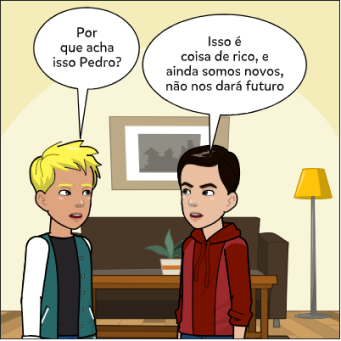 Por
que acha
isso Pedro?
Isso é
coisa de rico, e
ainda somos novos,
não nos dará futuro